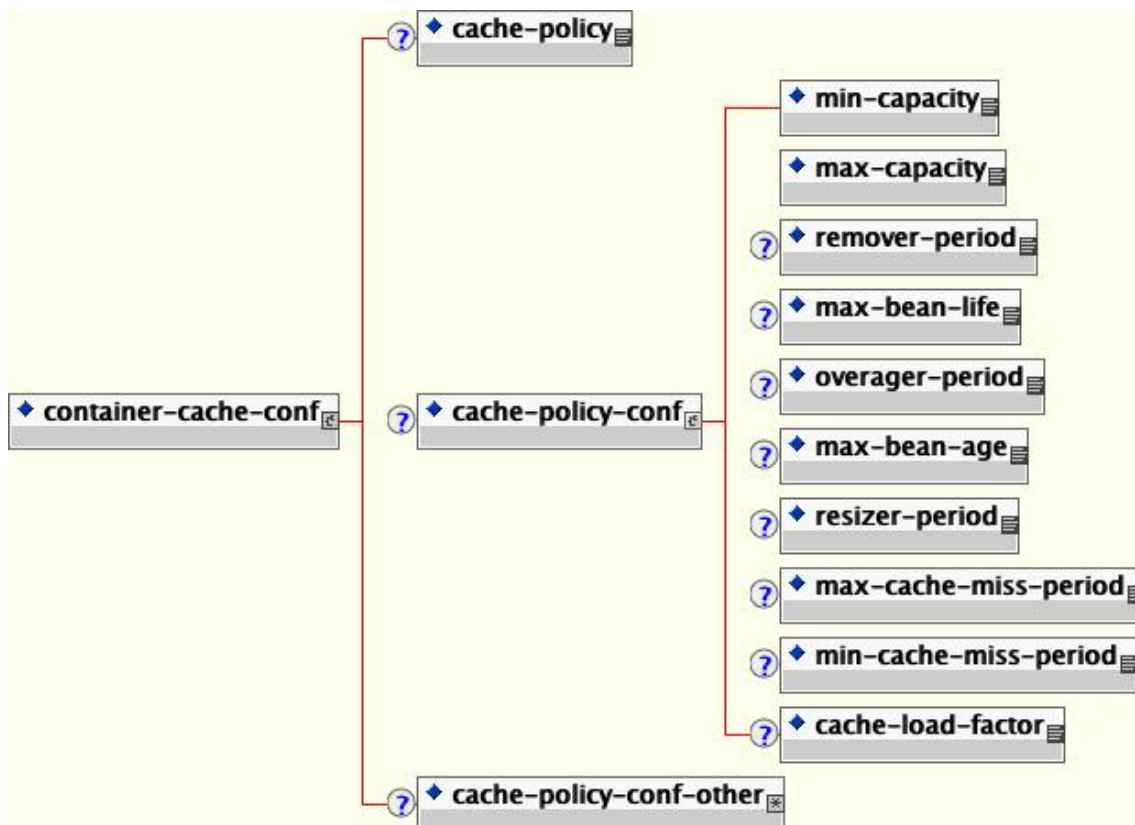 ? cache-policy
min-capacity
max-capacity
? remover-period
? max-bean-life
? overager-period
container-cache-conf c ? cache-policy-conf c
? max-bean-age
? resizer-period
? max-cache-miss-period
? min-cache-miss-period
? cache-load-factor
? cache-policy-conf-other *